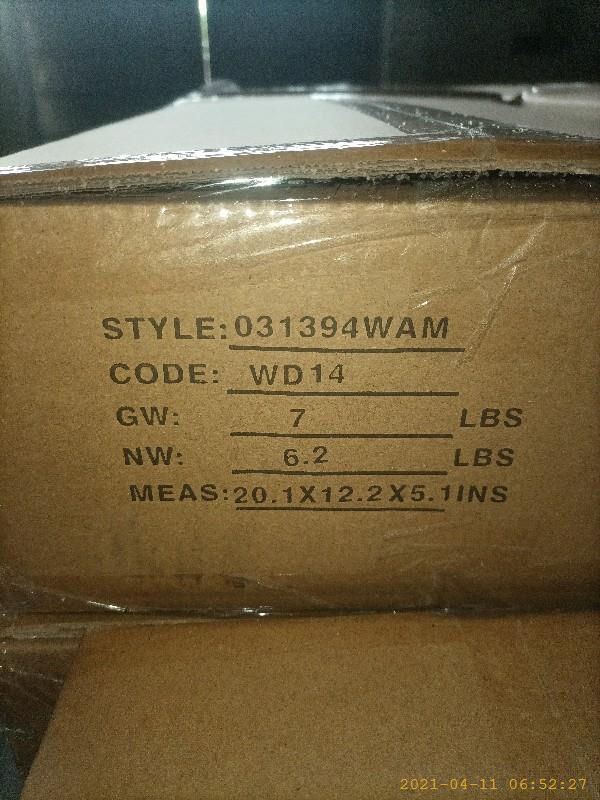 STYLE: 031394WAM
CODE: WD14
GW: 7 LBS
NW: 6.2 LBS
MEAS: 20.1X12.2X5.1INS
2021-04-11 06:52:27